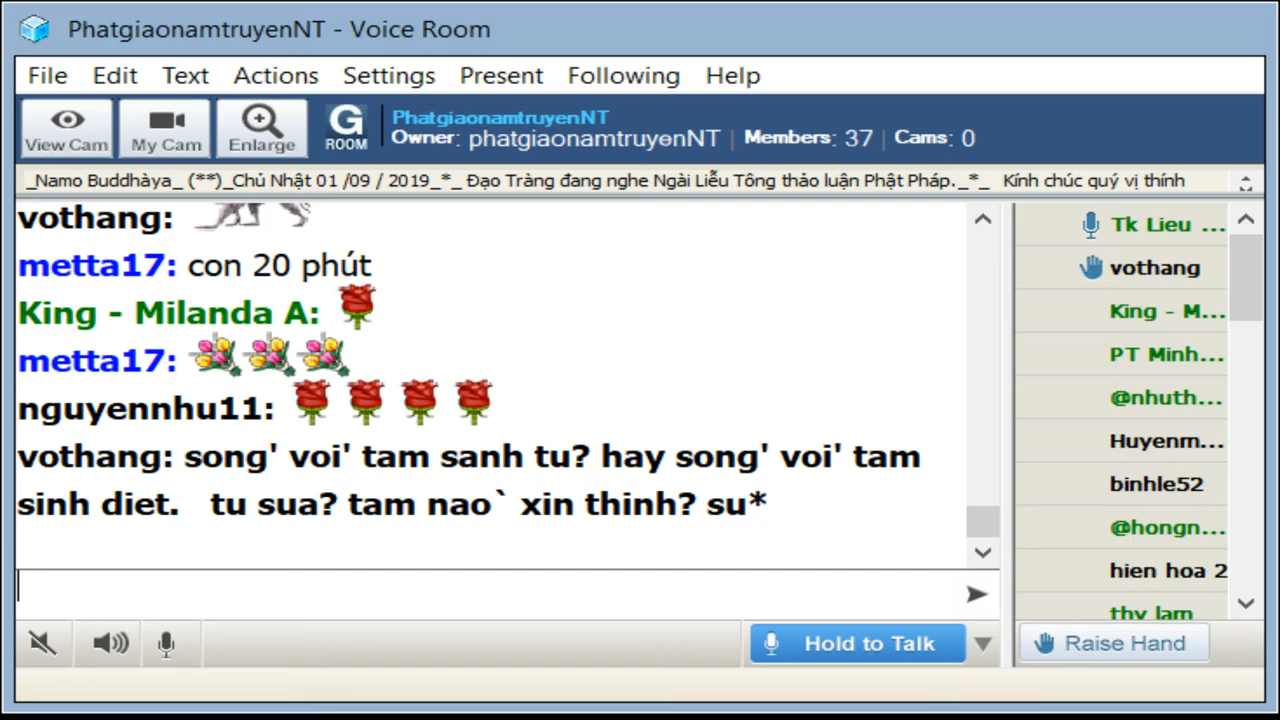 PhatgiaonamtruyenNT - Voice Room
File Edit Text Actions Settings Present Following Help
View Cam My Cam Enlarge G ROOM
PhatgiaonamtruyenNT
Owner: phatgiaonamtruyenNT | Members: 37 | Cams: 0
_Namo Buddhàya_ (**)_Chủ Nhật 01 /09 / 2019_*_ Đạo Tràng đang nghe Ngài Liễu Tông thảo luận Phật Pháp._*_ Kính chúc quý vị thính
vothang:
metta17: con 20 phút
King - Milanda A:
metta17:
nguyennhu11:
vothang: song' voi' tam sanh tu? hay song' voi' tam
sinh diet. tu sua? tam nao` xin thinh? su*
Tk Lieu ...
vothang
King - M...
PT Minh...
@nhuth...
Huyenm...
binhle52
@hongn...
hien hoa 2
thy lam
Hold to Talk
Raise Hand